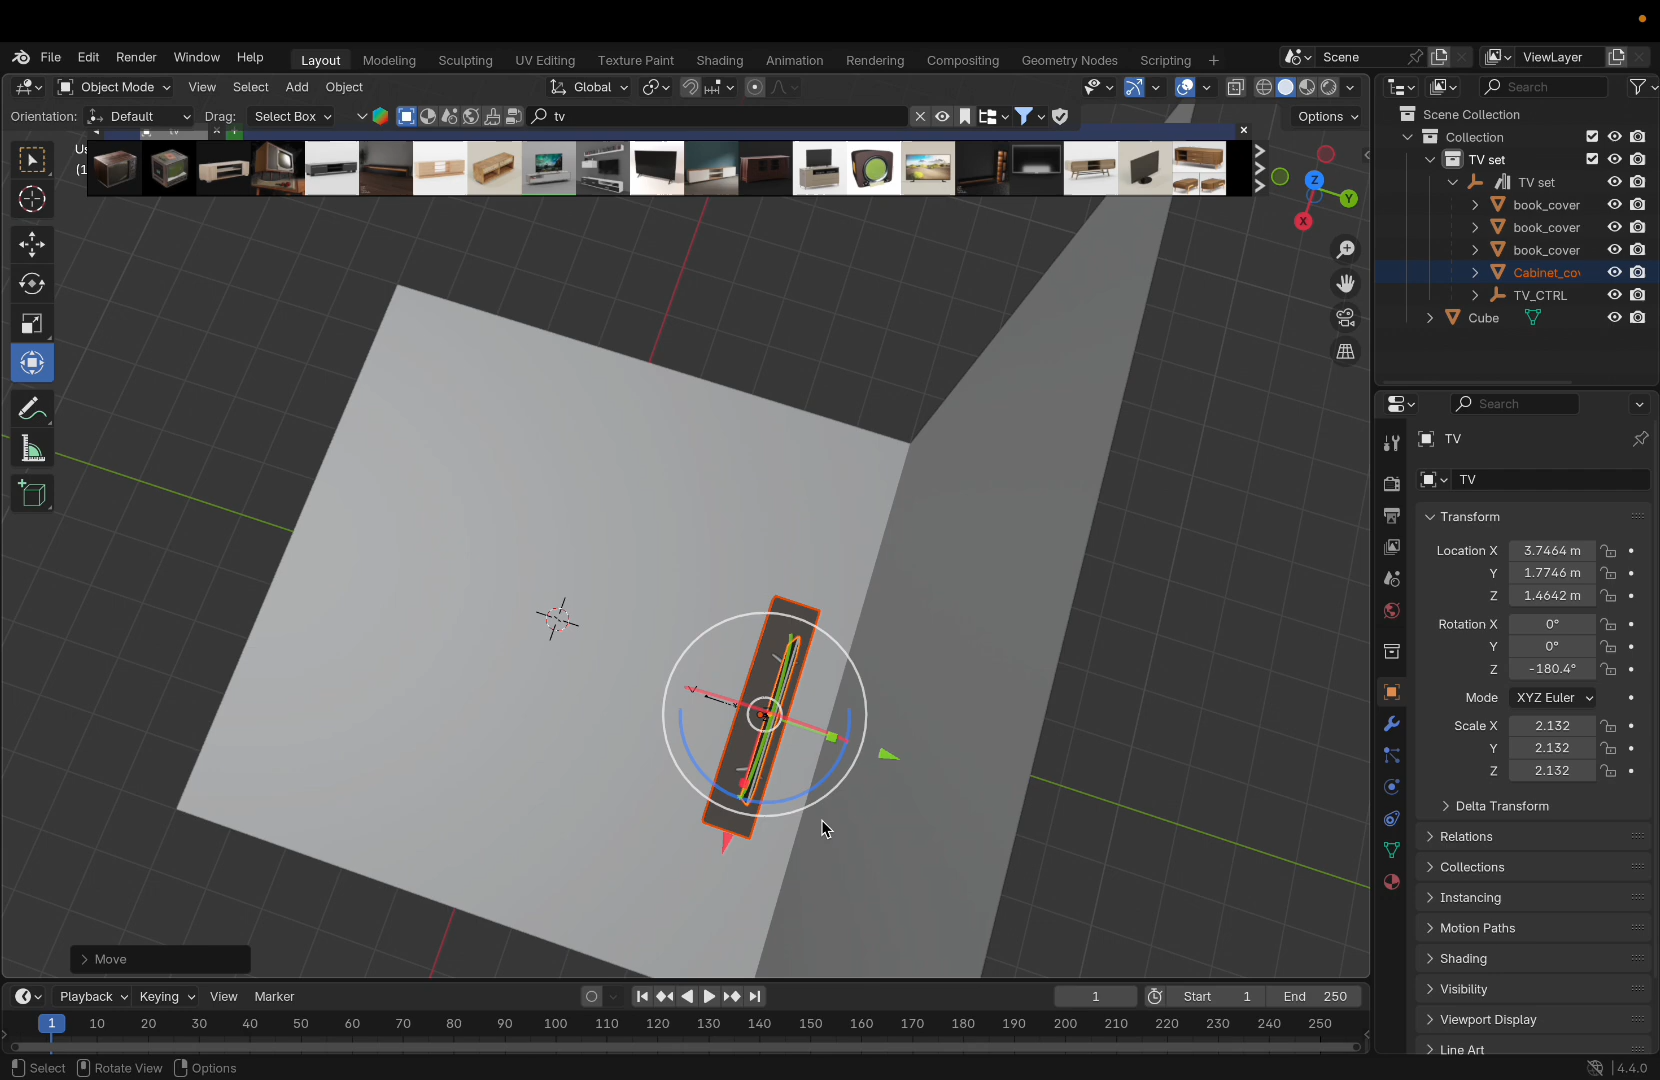 File Edit Render Window Help
Layout Modeling Sculpting UV Editing Texture Paint Shading Animation Rendering Compositing Geometry Nodes Scripting +
Scene
ViewLayer
Object Mode View Select Add Object
Global
Search
Orientation: Default Drag: Select Box
tv
Options
Scene Collection
Collection
TV set
TV set
book_cover
book_cover
book_cover
Cabinet_cov
TV_CTRL
Cube
Us
(1
Z
Y
X
Search
TV
TV
Transform
Location X 3.7464 m
Y 1.7746 m
Z 1.4642 m
Rotation X 0°
Y 0°
Z -180.4°
Mode XYZ Euler
Scale X 2.132
Y 2.132
Z 2.132
Delta Transform
Relations
Collections
Instancing
Motion Paths
Shading
Visibility
Viewport Display
Line Art
Move
Playback Keying View Marker
1
Start 1
End 250
1 10 20 30 40 50 60 70 80 90 100 110 120 130 140 150 160 170 180 190 200 210 220 230 240 250
Select Rotate View Options
4.4.0